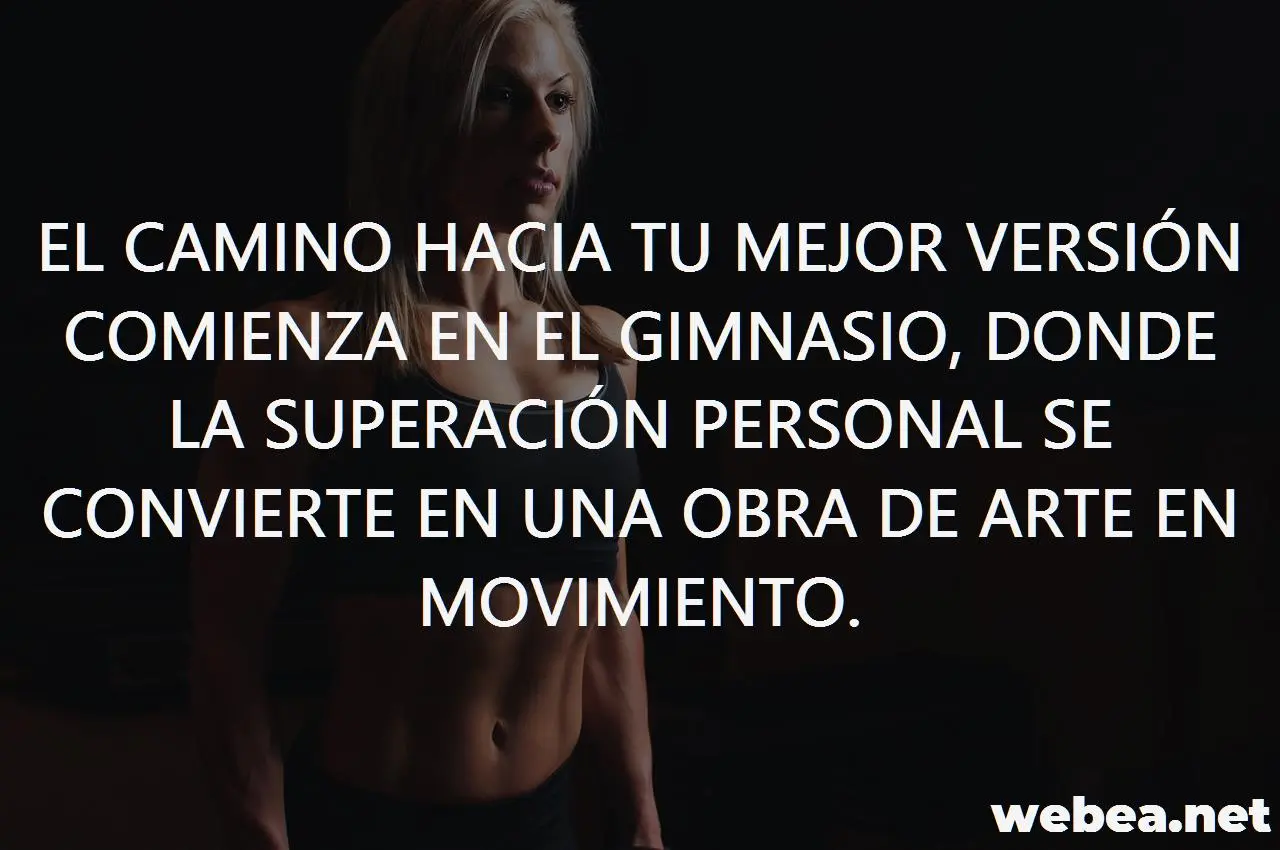 EL CAMINO HACIA TU MEJOR VERSIÓN
COMIENZA EN EL GIMNASIO, DONDE
LA SUPERACIÓN PERSONAL SE
CONVIERTE EN UNA OBRA DE ARTE EN
MOVIMIENTO.
webea.net